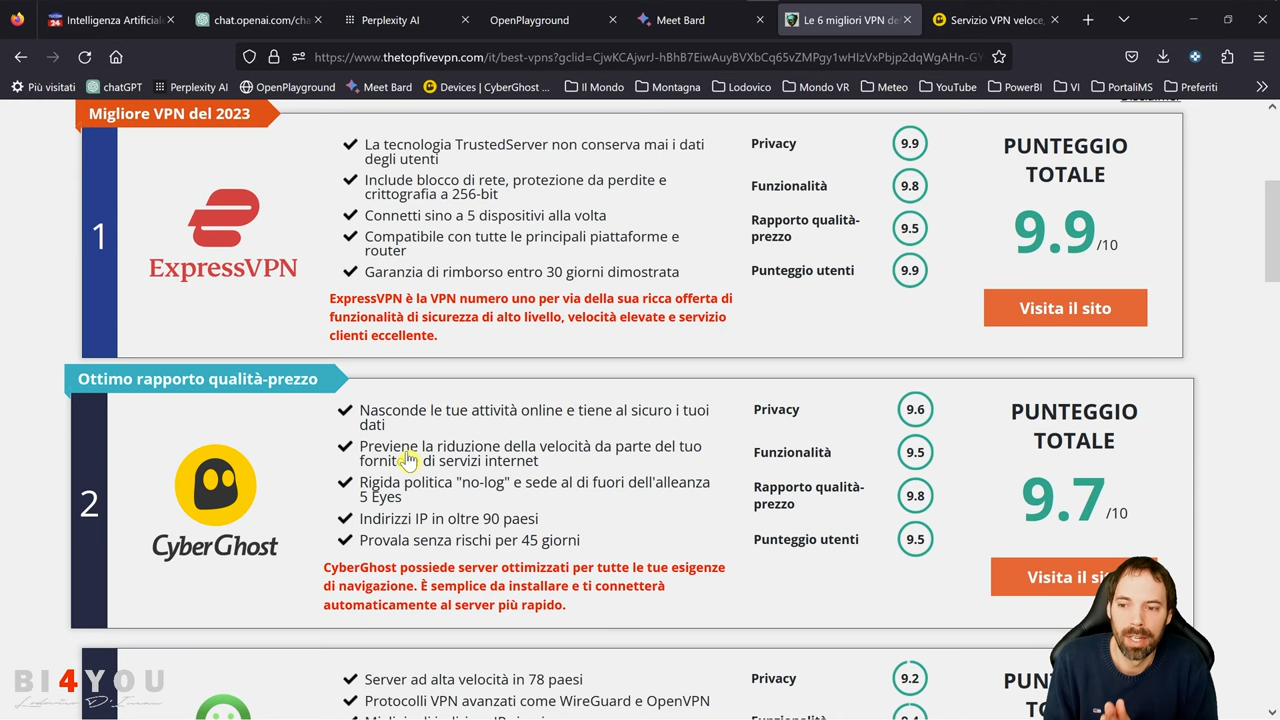 Intelligenza Artificiale
chat.openai.com/cha
Perplexity AI
OpenPlayground
Meet Bard
Le 6 migliori VPN de
Servizio VPN veloce,
https://www.thetopfivevpn.com/it/best-vpns?gclid=CjwKCAjwrJ-hBhB7EiwAuyBVXbCq65vZMPgy1wHIzVxPbjp2dqWgAHn-GY
Più visitati
chatGPT
Perplexity AI
OpenPlayground
Meet Bard
Devices | CyberGhost ...
Il Mondo
Montagna
Lodovico
Mondo VR
Meteo
YouTube
PowerBI
VI
PortaliMS
Preferiti
Migliore VPN del 2023
1
ExpressVPN
La tecnologia TrustedServer non conserva mai i dati
degli utenti
Include blocco di rete, protezione da perdite e
crittografia a 256-bit
Connetti sino a 5 dispositivi alla volta
Compatibile con tutte le principali piattaforme e
router
Garanzia di rimborso entro 30 giorni dimostrata
ExpressVPN è la VPN numero uno per via della sua ricca offerta di
funzionalità di sicurezza di alto livello, velocità elevate e servizio
clienti eccellente.
Privacy 9.9
Funzionalità 9.8
Rapporto qualità-
prezzo 9.5
Punteggio utenti 9.9
PUNTEGGIO
TOTALE
9.9/10
Visita il sito
Ottimo rapporto qualità-prezzo
2
CyberGhost
Nasconde le tue attività online e tiene al sicuro i tuoi
dati
Previene la riduzione della velocità da parte del tuo
fornit di servizi internet
Rigida politica "no-log" e sede al di fuori dell'alleanza
5 Eyes
Indirizzi IP in oltre 90 paesi
Provala senza rischi per 45 giorni
CyberGhost possiede server ottimizzati per tutte le tue esigenze
di navigazione. È semplice da installare e ti connetterà
automaticamente al server più rapido.
Privacy 9.6
Funzionalità 9.5
Rapporto qualità-
prezzo 9.8
Punteggio utenti 9.5
PUNTEGGIO
TOTALE
9.7/10
Visita il si
Server ad alta velocità in 78 paesi
Protocolli VPN avanzati come WireGuard e OpenVPN
Privacy 9.2
PUN
BI4YOU